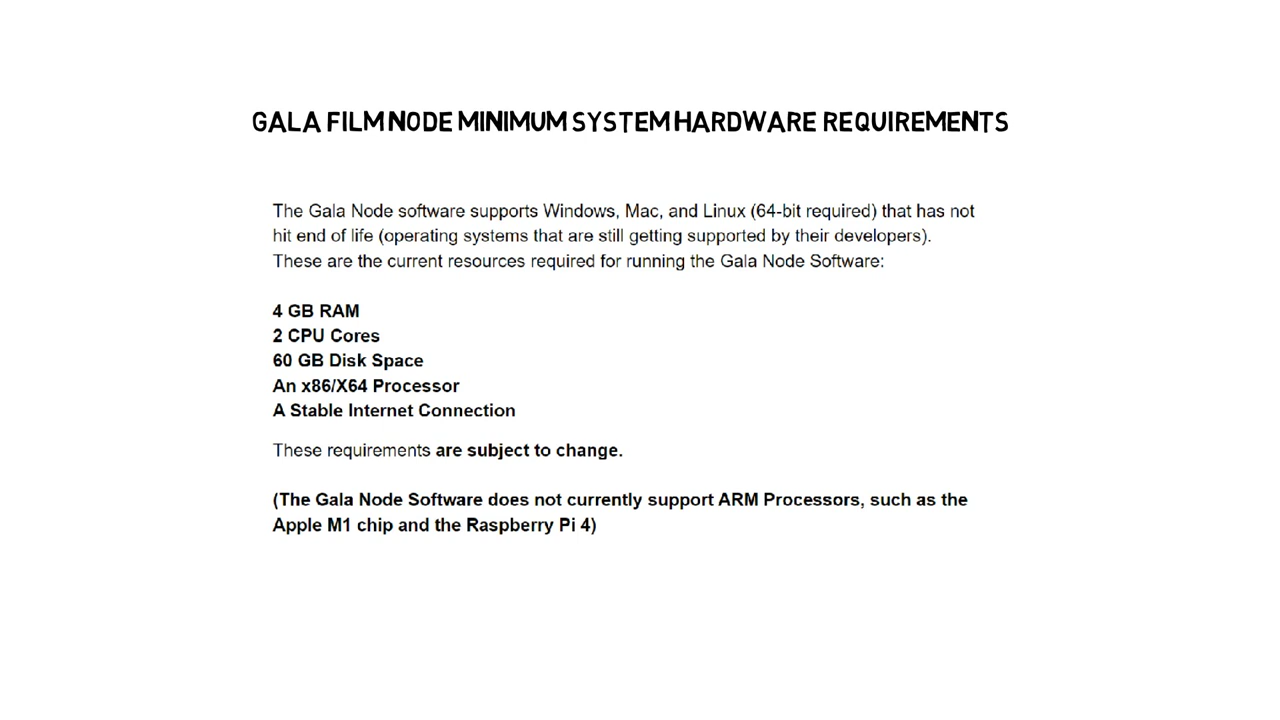 GALA FILM NODE MINIMUM SYSTEM HARDWARE REQUIREMENTS
The Gala Node software supports Windows, Mac, and Linux (64-bit required) that has not
hit end of life (operating systems that are still getting supported by their developers).
These are the current resources required for running the Gala Node Software:
4 GB RAM
2 CPU Cores
60 GB Disk Space
An x86/X64 Processor
A Stable Internet Connection
These requirements are subject to change.
(The Gala Node Software does not currently support ARM Processors, such as the
Apple M1 chip and the Raspberry Pi 4)